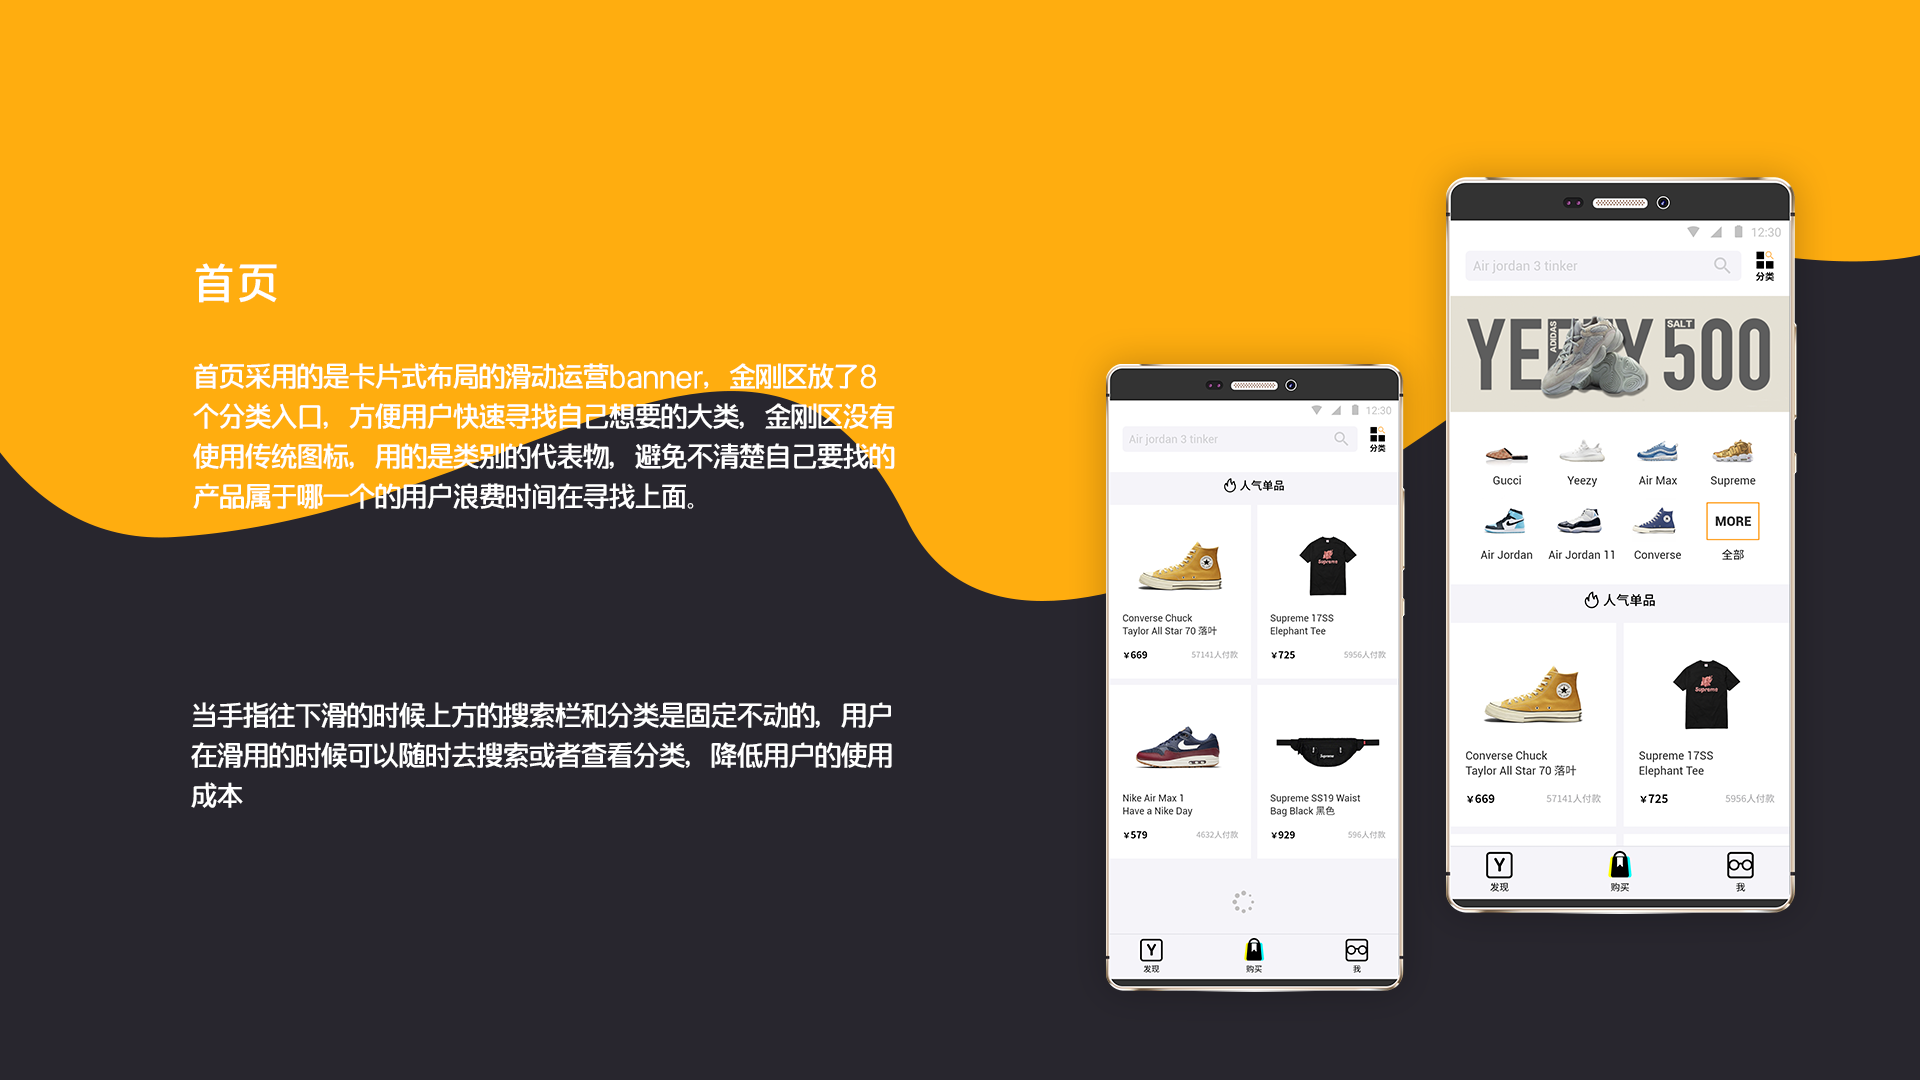 首页
首页采用的是卡片式布局的滑动运营banner，金刚区放了8
个分类入口，方便用户快速寻找自己想要的大类，金刚区没有
使用传统图标，用的是类别的代表物，避免不清楚自己要找的
产品属于哪一个的用户浪费时间在寻找上面。
当手指往下滑的时候上方的搜索栏和分类是固定不动的，用户
在滑用的时候可以随时去搜索或者查看分类，降低用户的使用
成本
12:30
Air jordan 3 tinker
分类
人气单品
Converse Chuck
Taylor All Star 70 落叶
¥669 57141人付款
Supreme
Supreme 17SS
Elephant Tee
¥725 5956人付款
Nike Air Max 1
Have a Nike Day
¥579 4632人付款
Supreme
Supreme SS19 Waist
Bag Black 黑色
¥929 596人付款
Y
发现
购买
我
12:30
Air jordan 3 tinker
分类
YEEZY 500
ADIDAS
SALT
Gucci
Yeezy
Air Max
Supreme
Air Jordan
Air Jordan 11
Converse
MORE
全部
人气单品
Converse Chuck
Taylor All Star 70 落叶
¥669 57141人付款
Supreme
Supreme 17SS
Elephant Tee
¥725 5956人付款
Y
发现
购买
我